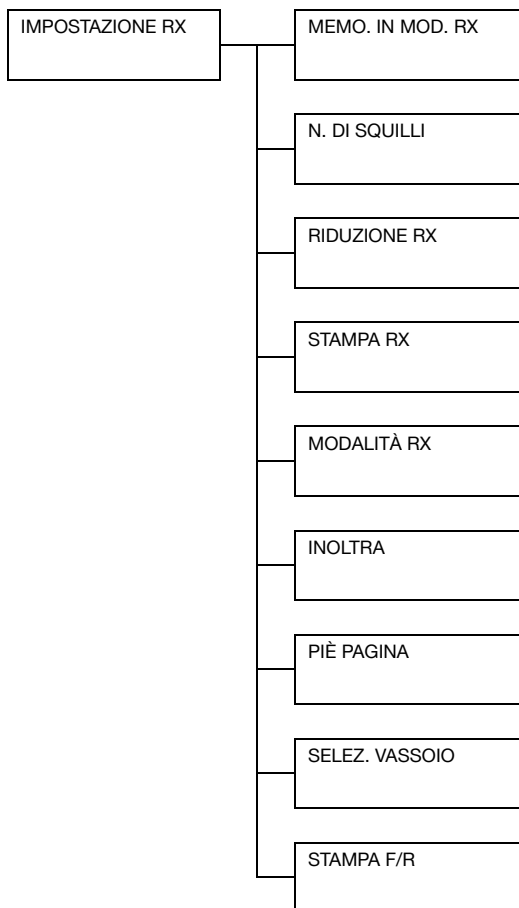 IMPOSTAZIONE RX
MEMO. IN MOD. RX
N. DI SQUILLI
RIDUZIONE RX
STAMPA RX
MODALITÀ RX
INOLTRA
PIÈ PAGINA
SELEZ. VASSOIO
STAMPA F/R